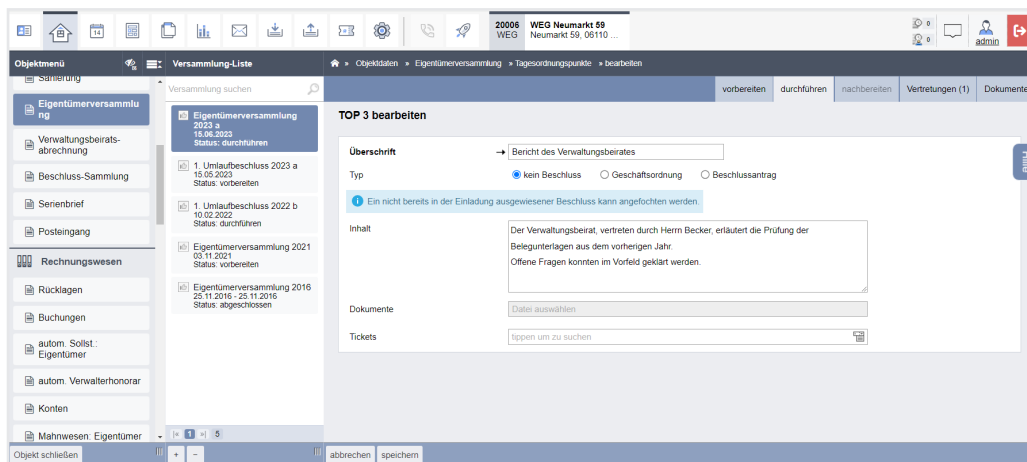 14
20006 WEG Neumarkt 59
WEG Neumarkt 59, 06110 ...
0
0
admin
Objektmenü
Versammlung-Liste
» Objektdaten » Eigentümerversammlung » Tagesordnungspunkte » bearbeiten
Sanierung
Eigentümerversammlu
ng
Verwaltungsbeirats-
abrechnung
Beschluss-Sammlung
Serienbrief
Posteingang
Rechnungswesen
Rücklagen
Buchungen
autom. Sollst.:
Eigentümer
autom. Verwalterhonorar
Konten
Mahnwesen: Eigentümer
Objekt schließen
Versammlung suchen
Eigentümerversammlung
2023 a
15.06.2023
Status: durchführen
1. Umlaufbeschluss 2023 a
15.05.2023
Status: vorbereiten
1. Umlaufbeschluss 2022 b
10.02.2022
Status: durchführen
Eigentümerversammlung 2021
03.11.2021
Status: vorbereiten
Eigentümerversammlung 2016
25.11.2016 - 25.11.2016
Status: abgeschlossen
|« 1 »| 5
+ −
vorbereiten durchführen nachbereiten Vertretungen (1) Dokumente
TOP 3 bearbeiten
Überschrift Bericht des Verwaltungsbeirates
Typ kein Beschluss Geschäftsordnung Beschlussantrag
Ein nicht bereits in der Einladung ausgewiesener Beschluss kann angefochten werden.
Inhalt
Der Verwaltungsbeirat, vertreten durch Herrn Becker, erläutert die Prüfung der
Belegunterlagen aus dem vorherigen Jahr.
Offene Fragen konnten im Vorfeld geklärt werden.
Dokumente Datei auswählen
Tickets tippen um zu suchen
Hilfe
abbrechen speichern